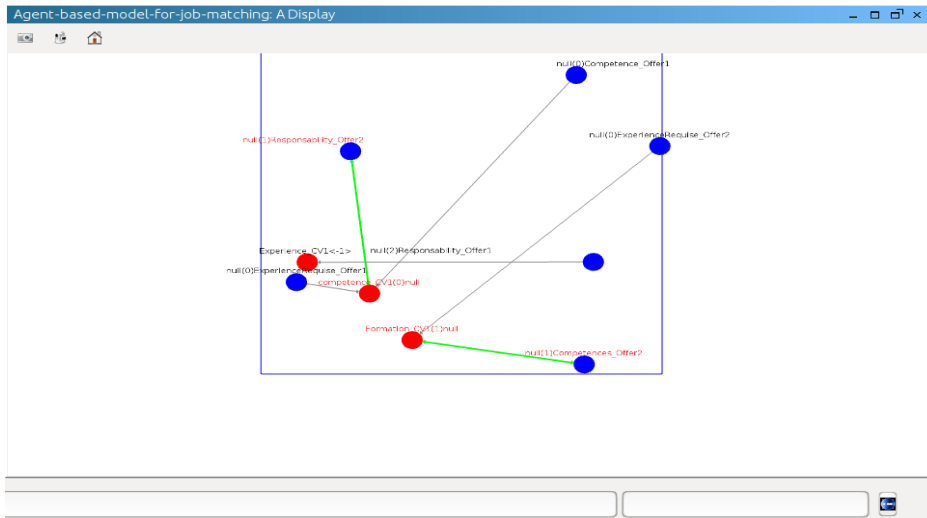 Agent-based-model-for-job-matching: A Display
null(0)Competence_Offer1
null(0)ExperienceRequise_Offer2
null(1)Responsability_Offer2
Experience_CV1<-1>
null(2)Responsability_Offer1
null(0)ExperienceRequise_Offer1
competence_CV1(0)null
Formation_CV1(1)null
null(1)Competences_Offer2